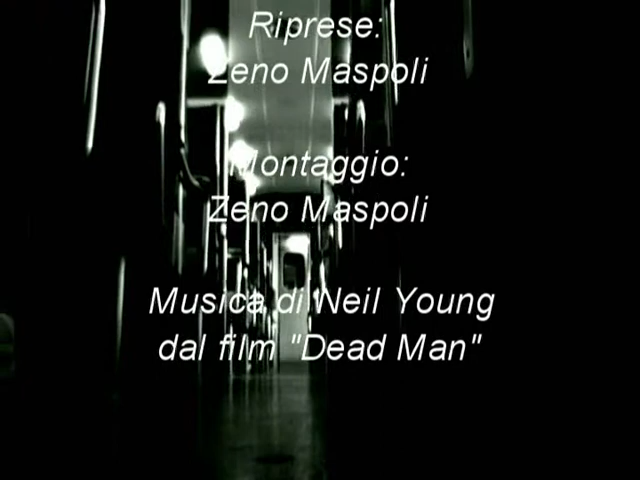 Riprese:
Zeno Maspoli
Montaggio:
Zeno Maspoli
Musica di Neil Young
dal film "Dead Man"